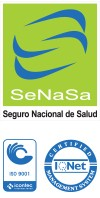 SeNaSa
Seguro Nacional de Salud
ISO 9001
icontec
CERTIFIED
IQNet
MANAGEMENT SYSTEM